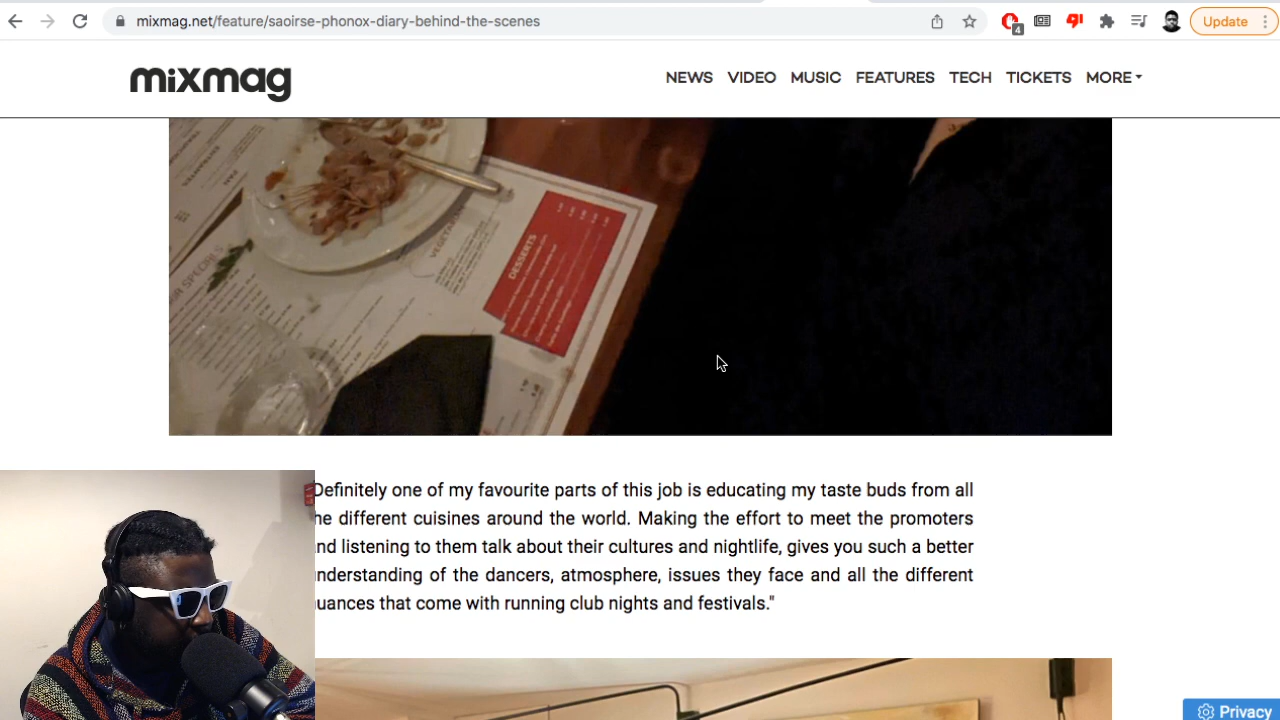 mixmag.net/feature/saoirse-phonox-diary-behind-the-scenes
4
Update
mixmag
NEWS VIDEO MUSIC FEATURES TECH TICKETS MORE
DESSERTS
Definitely one of my favourite parts of this job is educating my taste buds from all
he different cuisines around the world. Making the effort to meet the promoters
nd listening to them talk about their cultures and nightlife, gives you such a better
nderstanding of the dancers, atmosphere, issues they face and all the different
uances that come with running club nights and festivals."
Privacy